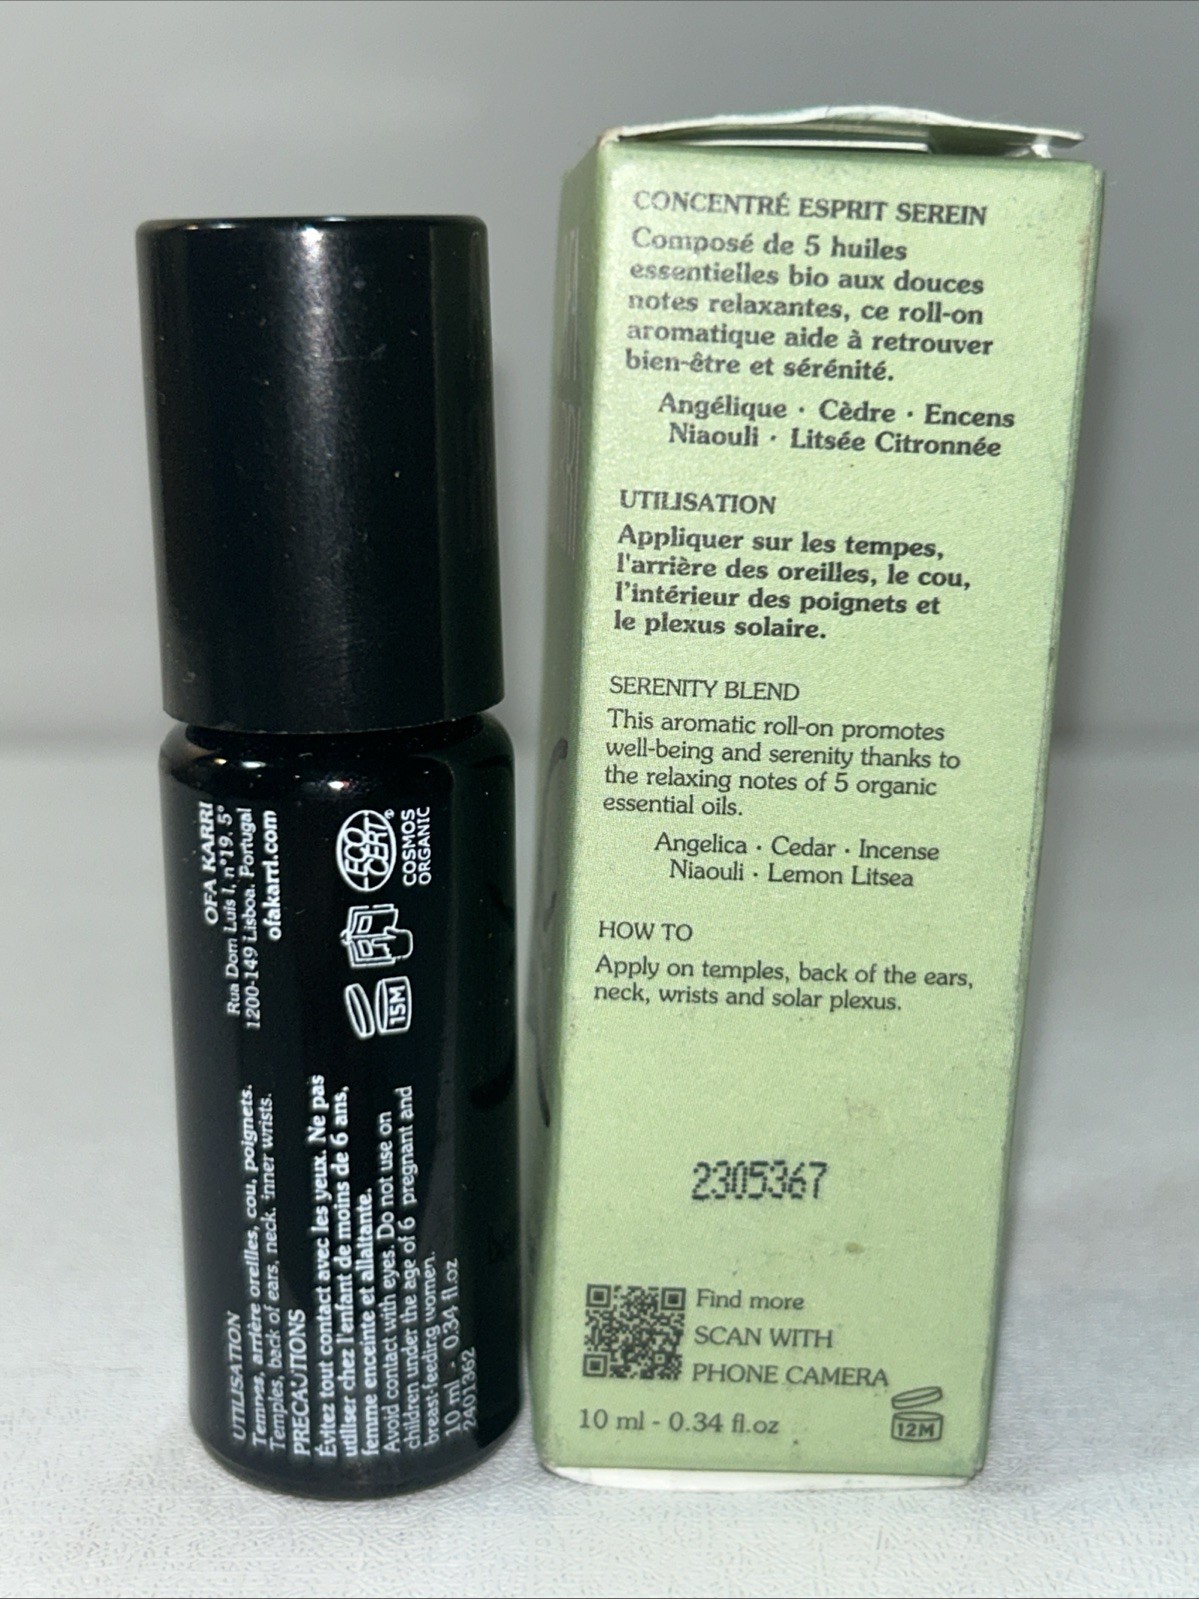 OFA KARRI
Rua Dom Luis I, n°19. 5°
1200-149 Lisboa. Portugal
ofakarri.com
ECO
CERT®
COSMOS
ORGANIC
15M
UTILISATION
Tempes, arrière oreilles, cou, poignets.
Temples, back of ears, neck, inner wrists.
PRECAUTIONS
Évitez tout contact avec les yeux. Ne pas
utiliser chez l'enfant de moins de 6 ans,
femme enceinte et allaitante.
Avoid contact with eyes. Do not use on
children under the age of 6 pregnant and
breast-feeding women.
10 ml - 0.34 fl.oz
2401362
CONCENTRÉ ESPRIT SEREIN
Composé de 5 huiles
essentielles bio aux douces
notes relaxantes, ce roll-on
aromatique aide à retrouver
bien-être et sérénité.
Angélique · Cèdre · Encens
Niaouli · Litsée Citronnée
UTILISATION
Appliquer sur les tempes,
l'arrière des oreilles, le cou,
l'intérieur des poignets et
le plexus solaire.
SERENITY BLEND
This aromatic roll-on promotes
well-being and serenity thanks to
the relaxing notes of 5 organic
essential oils.
Angelica · Cedar · Incense
Niaouli · Lemon Litsea
HOW TO
Apply on temples, back of the ears,
neck, wrists and solar plexus.
2305367
Find more
SCAN WITH
PHONE CAMERA
10 ml - 0.34 fl.oz
12M